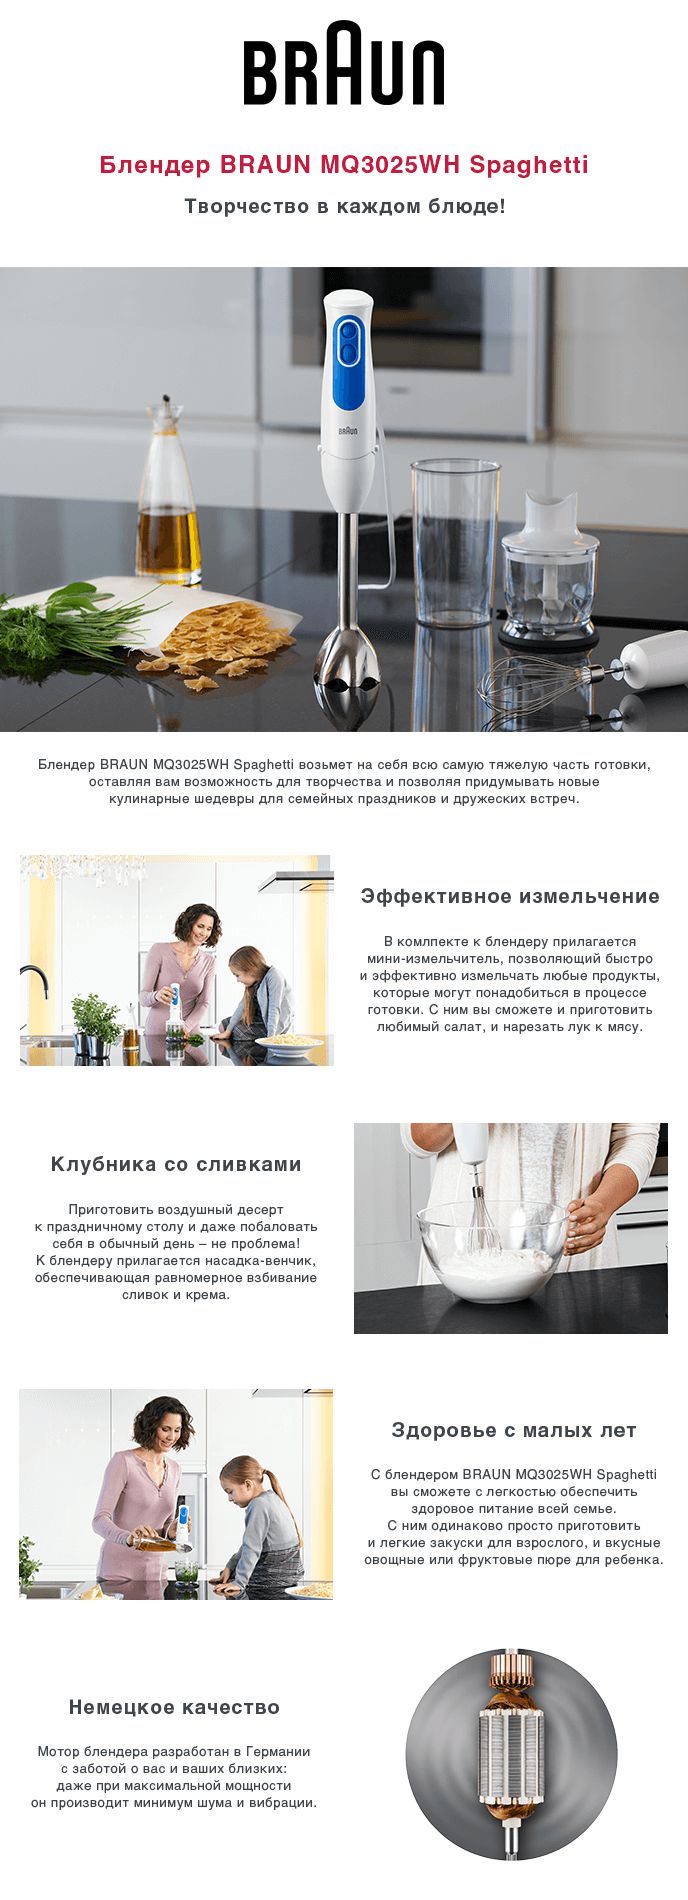 BRAUN
Блендер BRAUN MQ3025WH Spaghetti
Творчество в каждом блюде!
BRAUN
Блендер BRAUN MQ3025WH Spaghetti возьмет на себя всю самую тяжелую часть готовки,
оставляя вам возможность для творчества и позволяя придумывать новые
кулинарные шедевры для семейных праздников и дружеских встреч.
Эффективное измельчение
В комлпекте к блендеру прилагается
мини-измельчитель, позволяющий быстро
и эффективно измельчать любые продукты,
которые могут понадобиться в процессе
готовки. С ним вы сможете и приготовить
любимый салат, и нарезать лук к мясу.
Клубника со сливками
Приготовить воздушный десерт
к праздничному столу и даже побаловать
себя в обычный день – не проблема!
К блендеру прилагается насадка-венчик,
обеспечивающая равномерное взбивание
сливок и крема.
Здоровье с малых лет
С блендером BRAUN MQ3025WH Spaghetti
вы сможете с легкостью обеспечить
здоровое питание всей семье.
С ним одинаково просто приготовить
и легкие закуски для взрослого, и вкусные
овощные или фруктовые пюре для ребенка.
Немецкое качество
Мотор блендера разработан в Германии
с заботой о вас и ваших близких:
даже при максимальной мощности
он производит минимум шума и вибрации.